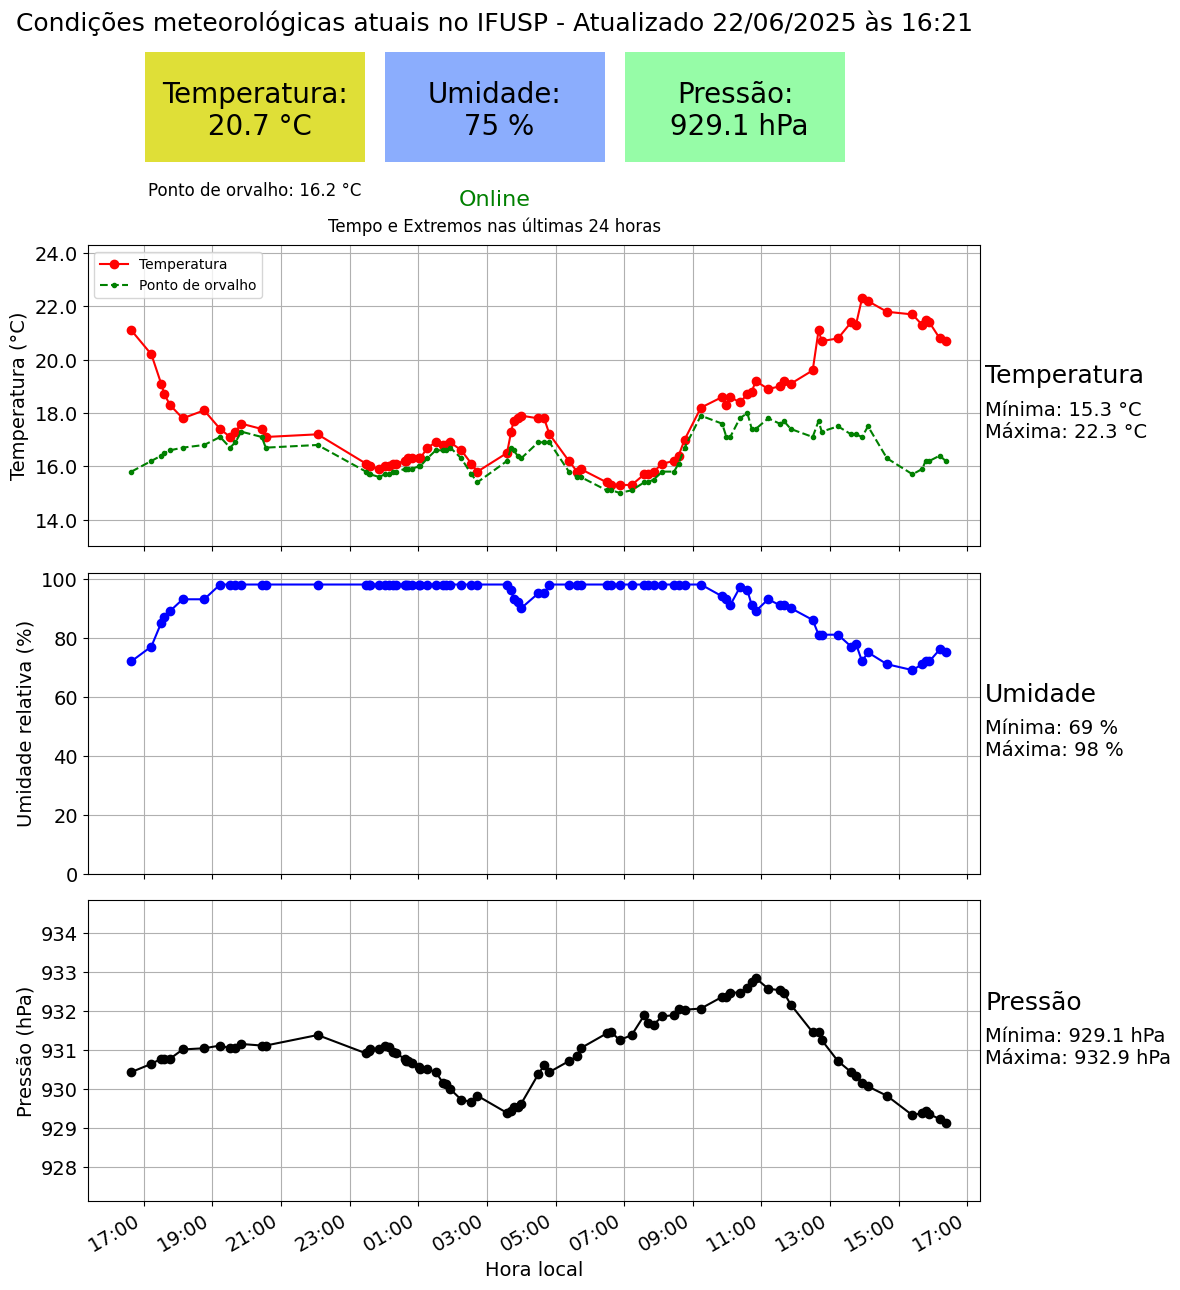 Condições meteorológicas atuais no IFUSP - Atualizado 22/06/2025 às 16:21
Temperatura:
20.7 °C
Umidade:
75 %
Pressão:
929.1 hPa
Ponto de orvalho: 16.2 °C
Online
Tempo e Extremos nas últimas 24 horas
Temperatura (°C)
24.0
22.0
20.0
18.0
16.0
14.0
Temperatura
Ponto de orvalho
Temperatura
Mínima: 15.3 °C
Máxima: 22.3 °C
Umidade relativa (%)
100
80
60
40
20
0
Umidade
Mínima: 69 %
Máxima: 98 %
Pressão (hPa)
934
933
932
931
930
929
928
Pressão
Mínima: 929.1 hPa
Máxima: 932.9 hPa
17:00
19:00
21:00
23:00
01:00
03:00
05:00
07:00
09:00
11:00
13:00
15:00
17:00
Hora local